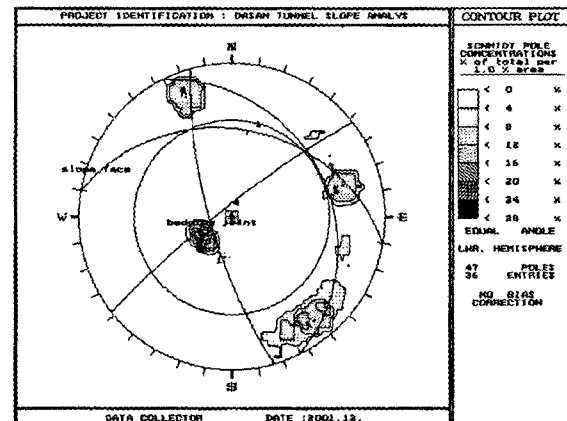 PROJECT IDENTIFICATION : DASAN TUNNEL SLOPE ANALYS
CONTOUR PLOT
SCHMIDT POLE
CONCENTRATIONS
% of total per
1.0 % area
< 0 %
< 4 %
< 8 %
< 12 %
< 16 %
< 20 %
< 24 %
< 28 %
EQUAL ANGLE
LWR. HEMISPHERE
47 POLES
36 ENTRIES
NO BIAS
CORRECTION
N
slope face
W
bedding joint
E
S
DATA COLLECTOR DATE :2001.12.